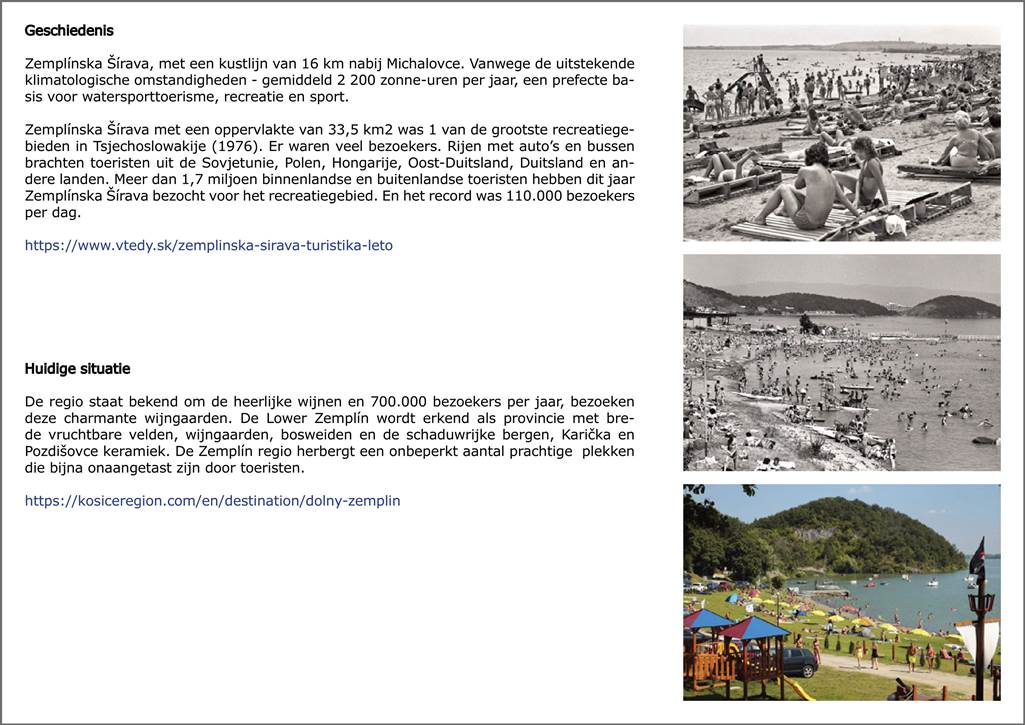 Geschiedenis
Zemplínska Šírava, met een kustlijn van 16 km nabij Michalovce. Vanwege de uitstekende
klimatologische omstandigheden - gemiddeld 2 200 zonne-uren per jaar, een prefecte ba-
sis voor watersporttoerisme, recreatie en sport.
Zemplínska Šírava met een oppervlakte van 33,5 km2 was 1 van de grootste recreatiege-
bieden in Tsjechoslowakije (1976). Er waren veel bezoekers. Rijen met auto's en bussen
brachten toeristen uit de Sovjetunie, Polen, Hongarije, Oost-Duitsland, Duitsland en an-
dere landen. Meer dan 1,7 miljoen binnenlandse en buitenlandse toeristen hebben dit jaar
Zemplínska Šírava bezocht voor het recreatiegebied. En het record was 110.000 bezoekers
per dag.
https://www.vtedy.sk/zemplinska-sirava-turistika-leto
Huidige situatie
De regio staat bekend om de heerlijke wijnen en 700.000 bezoekers per jaar, bezoeken
deze charmante wijngaarden. De Lower Zemplín wordt erkend als provincie met bre-
de vruchtbare velden, wijngaarden, bosweiden en de schaduwrijke bergen, Karička en
Pozdišovce keramiek. De Zemplín regio herbergt een onbeperkt aantal prachtige plekken
die bijna onaangetast zijn door toeristen.
https://kosiceregion.com/en/destination/dolny-zemplin